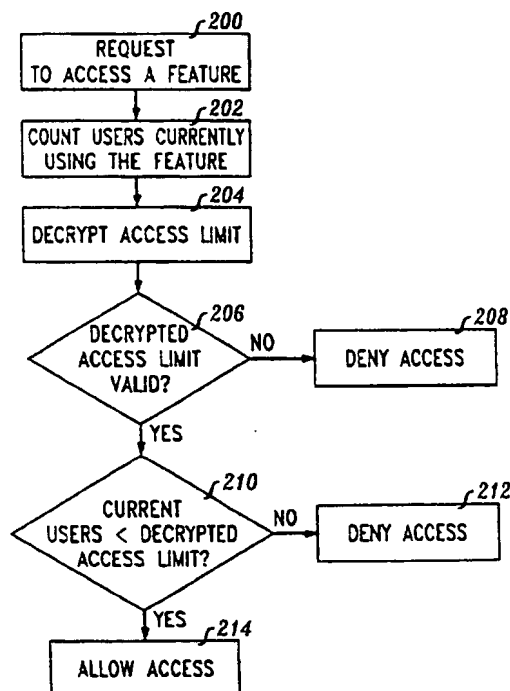 200
REQUEST
TO ACCESS A FEATURE
202
COUNT USERS CURRENTLY
USING THE FEATURE
204
DECRYPT ACCESS LIMIT
206
DECRYPTED
ACCESS LIMIT
VALID?
NO
208
DENY ACCESS
YES
210
CURRENT
USERS < DECRYPTED
ACCESS LIMIT?
NO
212
DENY ACCESS
YES
214
ALLOW ACCESS